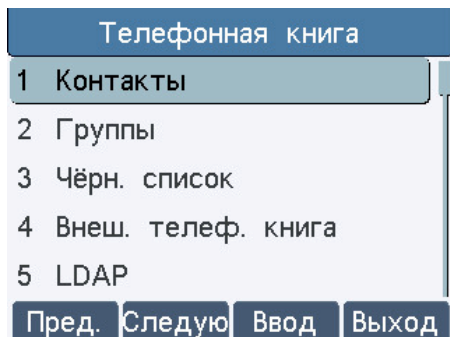 Телефонная книга
1 Контакты
2 Группы
3 Чёрн. список
4 Внеш. телеф. книга
5 LDAP
Пред. Следую Ввод Выход